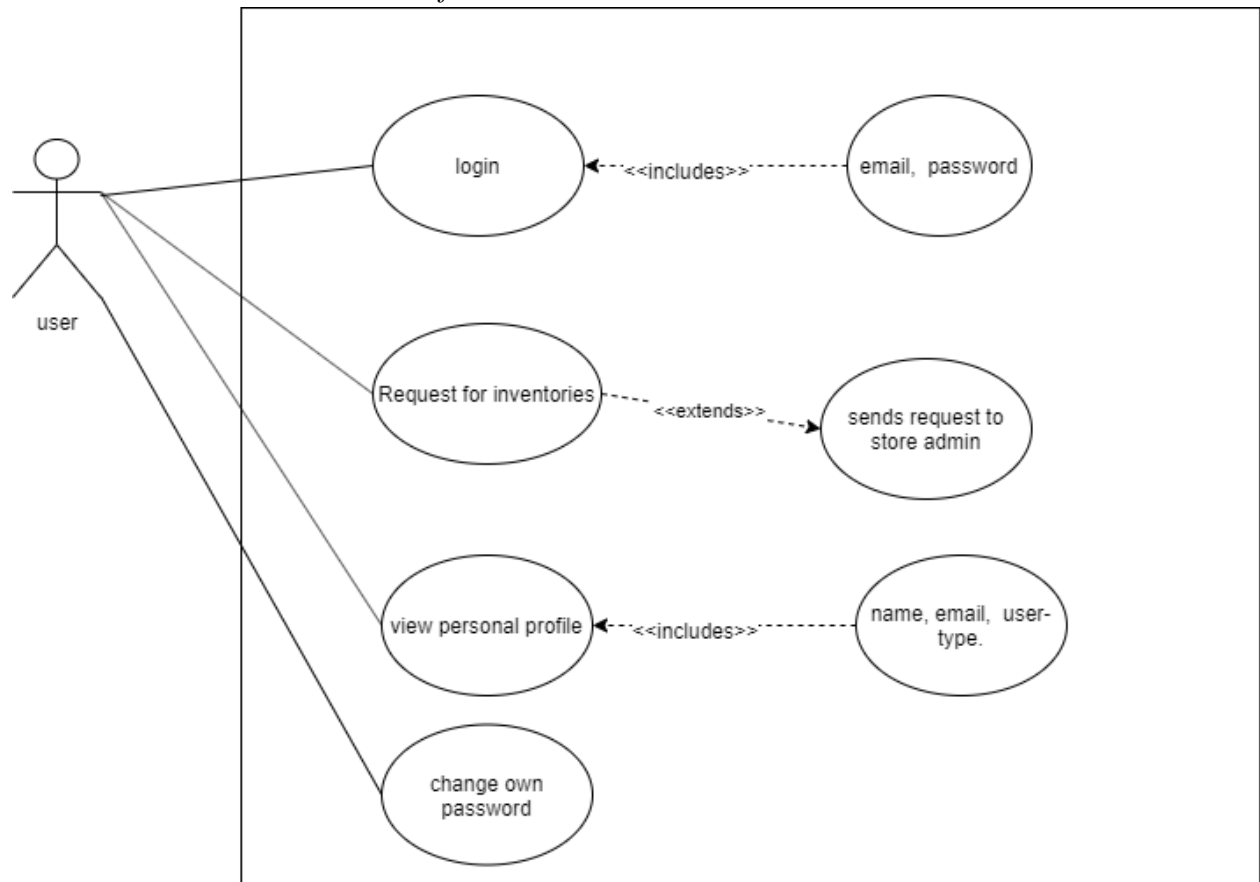 login
<<includes>>
email, password
user
Request for inventories
<<extends>>
sends request to
store admin
view personal profile
<<includes>>
name, email, user-
type.
change own
password